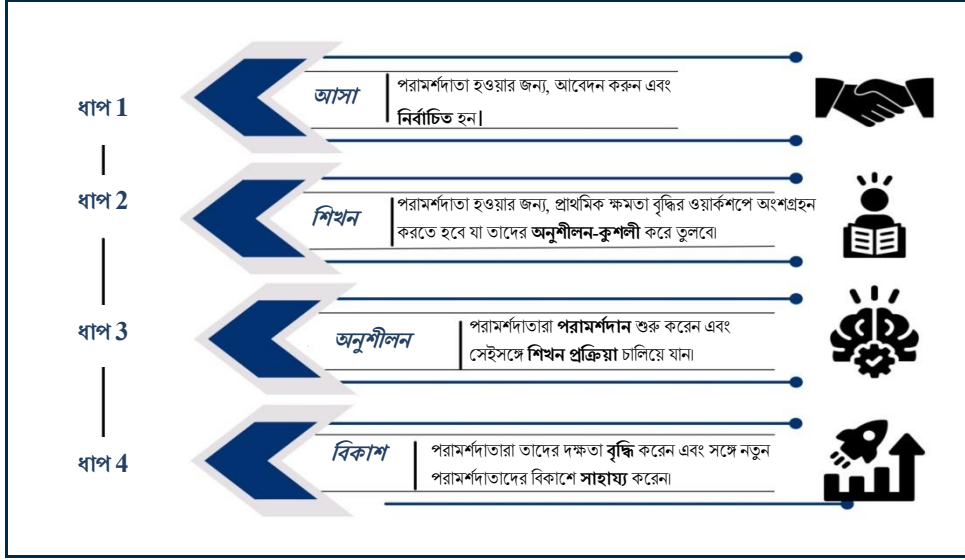 ধাপ 1
আসা
পরামর্শদাতা হওয়ার জন্য, আবেদন করুন এবং
নির্বাচিত হন|
ধাপ 2
শিখন
পরামর্শদাতা হওয়ার জন্য, প্রাথমিক ক্ষমতা বৃদ্ধির ওয়ার্কশপে অংশগ্রহন
করতে হবে যা তাদের অনুশীলন-কুশলী করে তুলবে৷
ধাপ 3
অনুশীলন
পরামর্শদাতারা পরামর্শদান শুরু করেন এবং
সেইসঙ্গে শিখন প্রক্রিয়া চালিয়ে যান৷
ধাপ 4
বিকাশ
পরামর্শদাতারা তাদের দক্ষতা বৃদ্ধি করেন এবং সঙ্গে নতুন
পরামর্শদাতাদের বিকাশে সাহায্য করেন৷